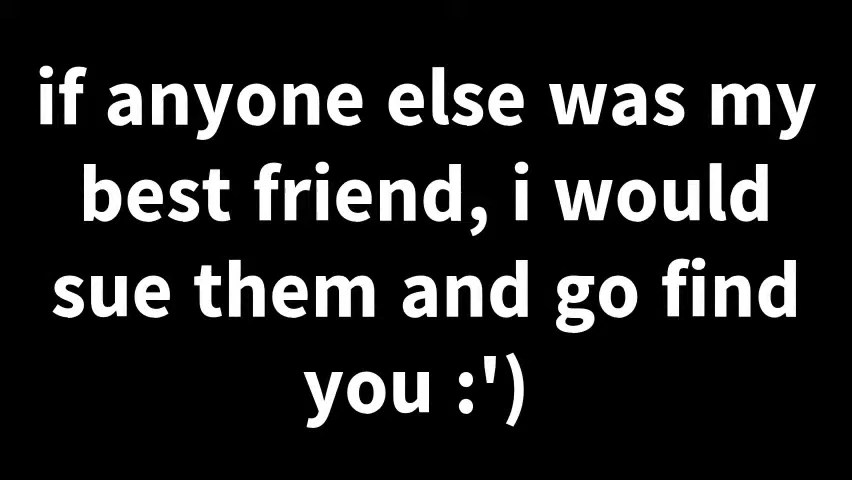 if anyone else was my
best friend, i would
sue them and go find
you :')